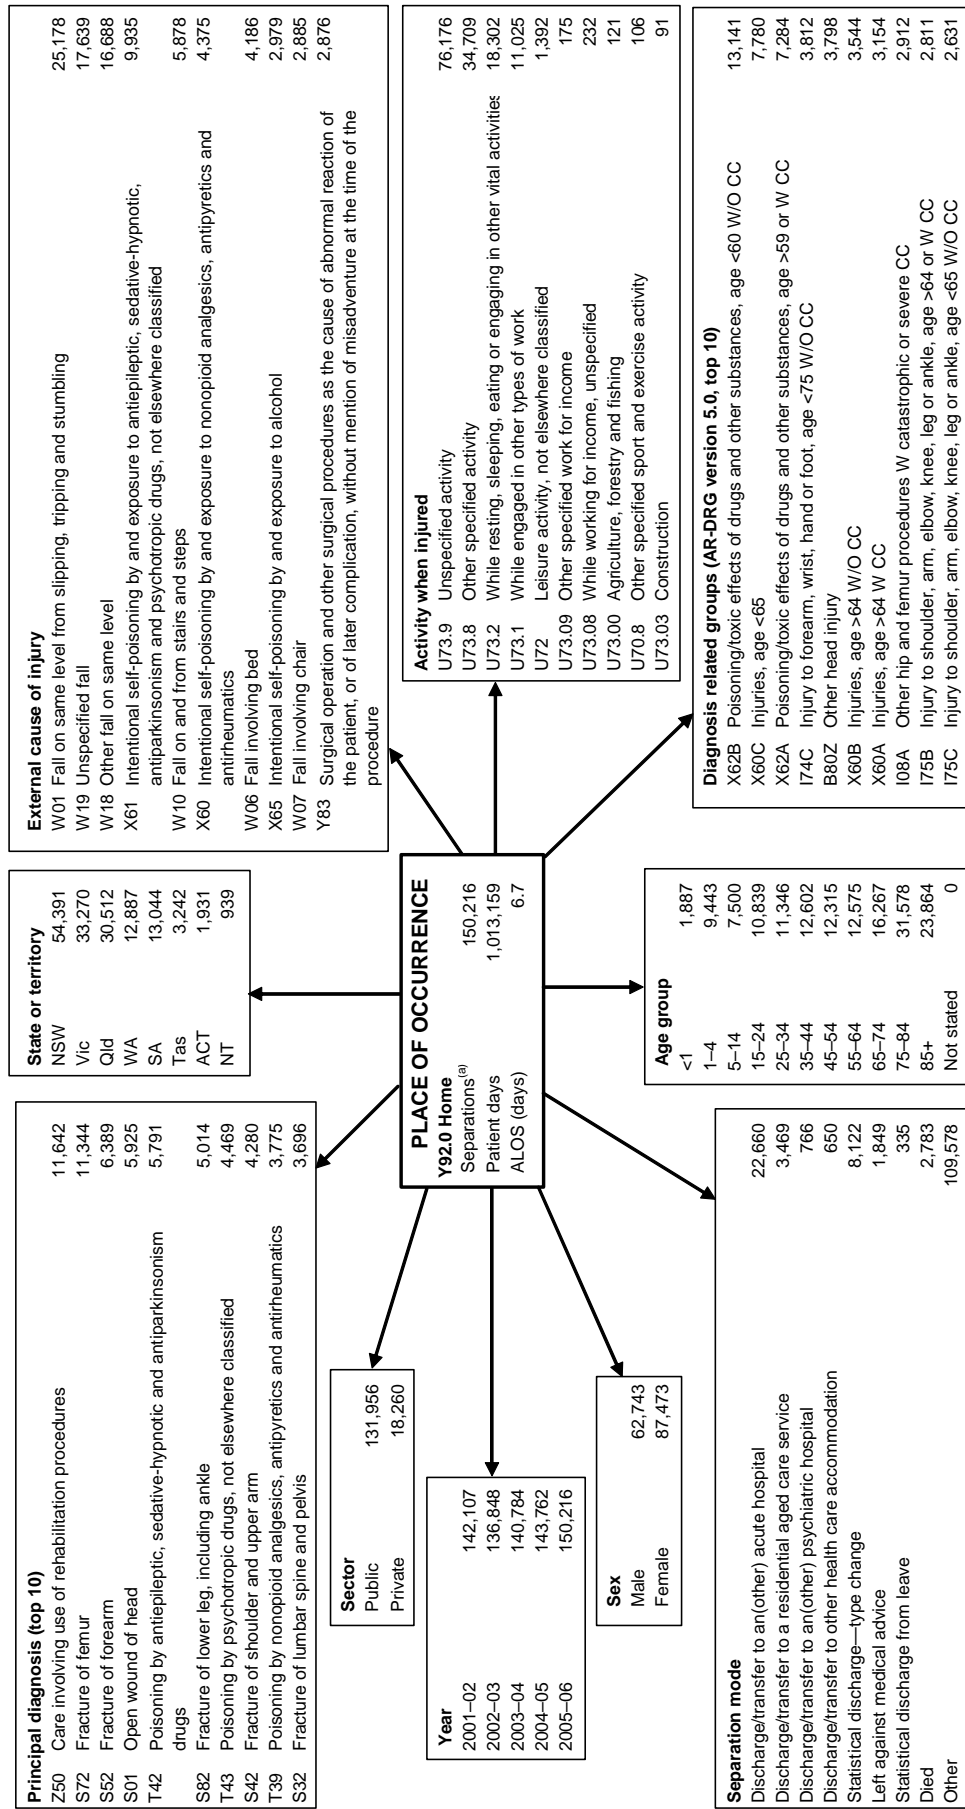 Principal diagnosis (top 10)
Z50 Care involving use of rehabilitation procedures 11,642
S72 Fracture of femur 11,344
S52 Fracture of forearm 6,389
S01 Open wound of head 5,925
T42 Poisoning by antiepileptic, sedative-hypnotic and antiparkinsonism 5,791
drugs
S82 Fracture of lower leg, including ankle 5,014
T43 Poisoning by psychotropic drugs, not elsewhere classified 4,469
S42 Fracture of shoulder and upper arm 4,280
T39 Poisoning by nonopioid analgesics, antipyretics and antirheumatics 3,775
S32 Fracture of lumbar spine and pelvis 3,696
State or territory
NSW 54,391
Vic 33,270
Qld 30,512
WA 12,887
SA 13,044
Tas 3,242
ACT 1,931
NT 939
External cause of injury
W01 Fall on same level from slipping, tripping and stumbling 25,178
W19 Unspecified fall 17,639
W18 Other fall on same level 16,688
X61 Intentional self-poisoning by and exposure to antiepileptic, sedative-hypnotic, 9,935
antiparkinsonism and psychotropic drugs, not elsewhere classified
W10 Fall on and from stairs and steps 5,878
X60 Intentional self-poisoning by and exposure to nonopioid analgesics, antipyretics and 4,375
antirheumatics
W06 Fall involving bed 4,186
X65 Intentional self-poisoning by and exposure to alcohol 2,979
W07 Fall involving chair 2,885
Y83 Surgical operation and other surgical procedures as the cause of abnormal reaction of 2,876
the patient, or of later complication, without mention of misadventure at the time of the
procedure
Sector
Public 131,956
Private 18,260
PLACE OF OCCURRENCE
Y92.0 Home
Separations(a) 150,216
Patient days 1,013,159
ALOS (days) 6.7
Activity when injured
U73.9 Unspecified activity 76,176
U73.8 Other specified activity 34,709
U73.2 While resting, sleeping, eating or engaging in other vital activities 18,302
U73.1 While engaged in other types of work 11,025
U72 Leisure activity, not elsewhere classified 1,392
U73.09 Other specified work for income 175
U73.08 While working for income, unspecified 232
U73.00 Agriculture, forestry and fishing 121
U70.8 Other specified sport and exercise activity 106
U73.03 Construction 91
Year
2001–02 142,107
2002–03 136,848
2003–04 140,784
2004–05 143,762
2005–06 150,216
Sex
Male 62,743
Female 87,473
Separation mode
Discharge/transfer to an(other) acute hospital 22,660
Discharge/transfer to a residential aged care service 3,469
Discharge/transfer to an(other) psychiatric hospital 766
Discharge/transfer to other health care accommodation 650
Statistical discharge—type change 8,122
Left against medical advice 1,849
Statistical discharge from leave 335
Died 2,783
Other 109,578
Age group
<1 1,887
1–4 9,443
5–14 7,500
15–24 10,839
25–34 11,346
35–44 12,602
45–54 12,315
55–64 12,575
65–74 16,267
75–84 31,578
85+ 23,864
Not stated 0
Diagnosis related groups (AR-DRG version 5.0, top 10)
X62B Poisoning/toxic effects of drugs and other substances, age <60 W/O CC 13,141
X60C Injuries, age <65 7,780
X62A Poisoning/toxic effects of drugs and other substances, age >59 or W CC 7,284
I74C Injury to forearm, wrist, hand or foot, age <75 W/O CC 3,812
B80Z Other head injury 3,798
X60B Injuries, age >64 W/O CC 3,544
X60A Injuries, age >64 W CC 3,154
I08A Other hip and femur procedures W catastrophic or severe CC 2,912
I75B Injury to shoulder, arm, elbow, knee, leg or ankle, age >64 or W CC 2,811
I75C Injury to shoulder, arm, elbow, knee, leg or ankle, age <65 W/O CC 2,631